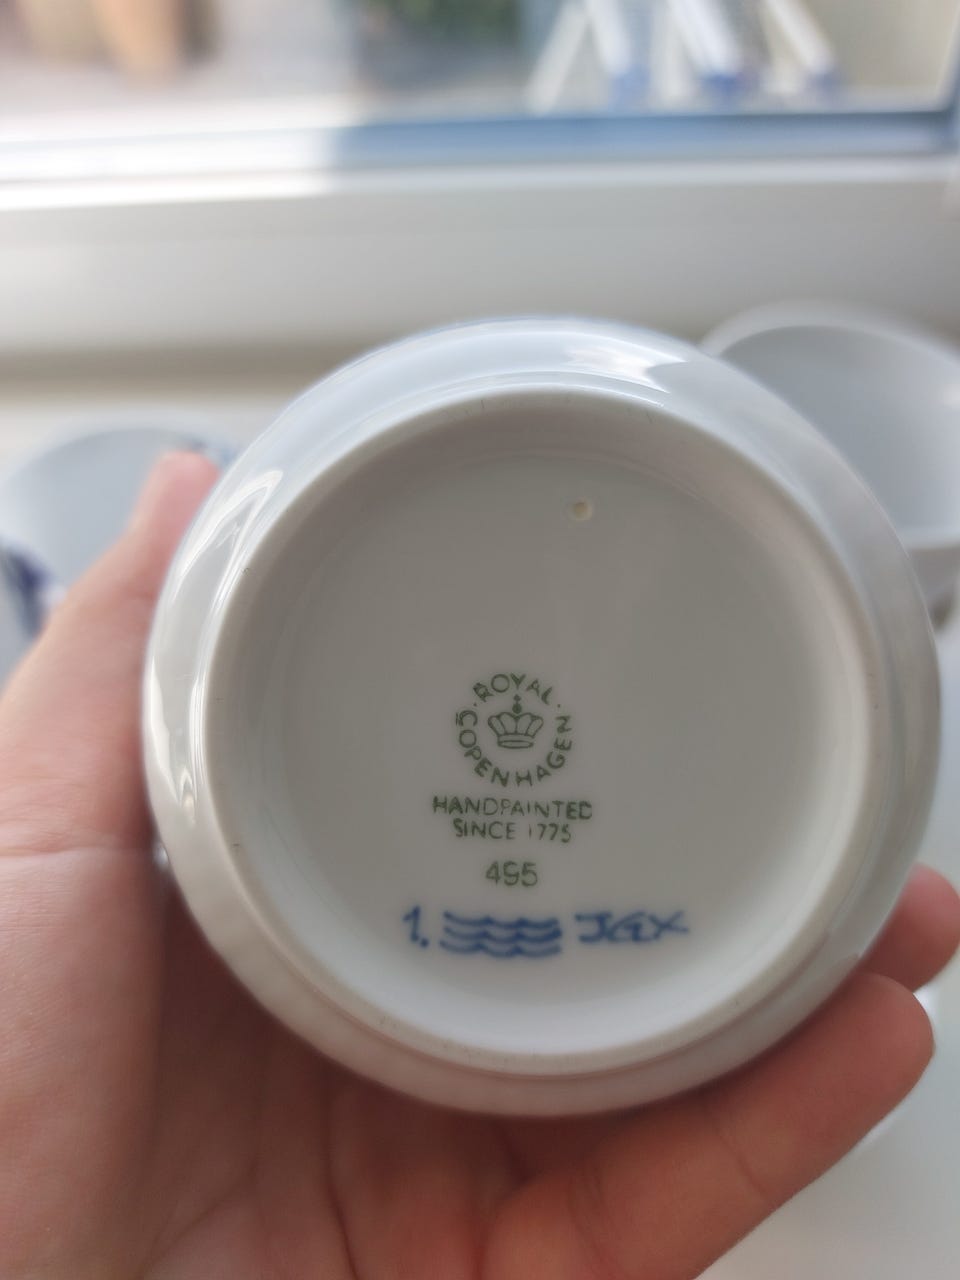 ROYAL
COPENHAGEN
HANDPAINTED
SINCE 1775
495
1.